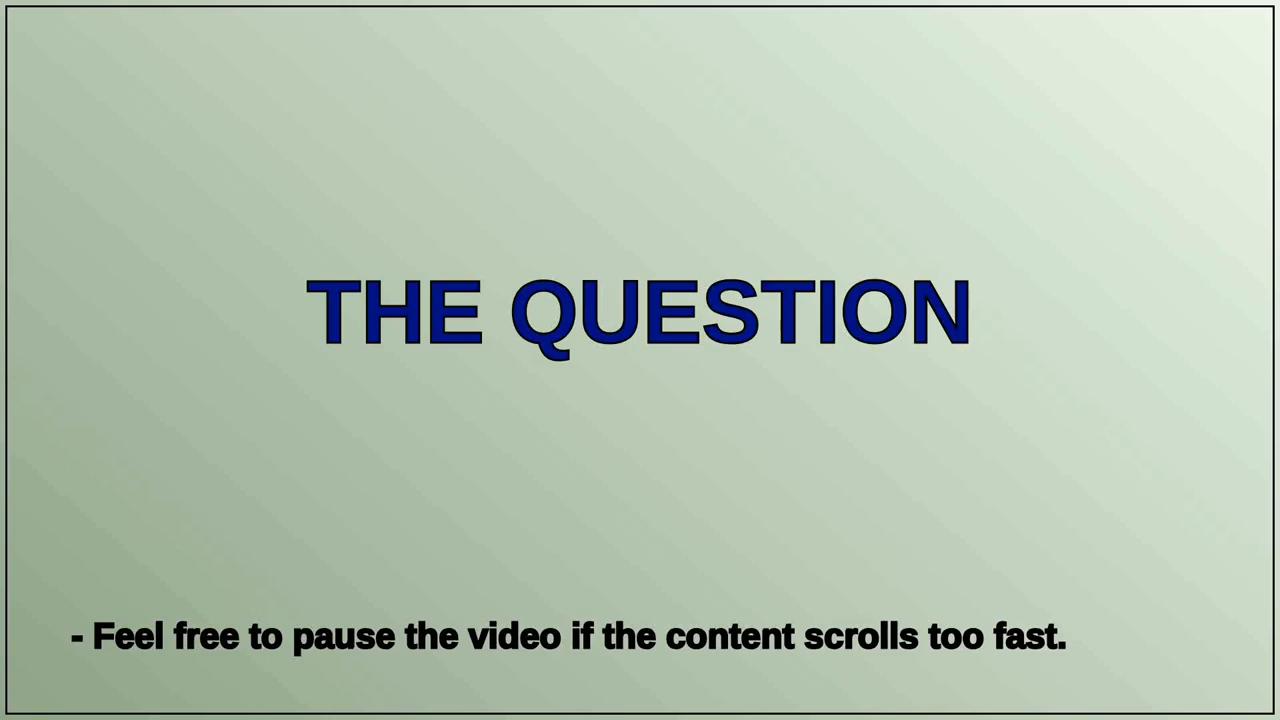 THE QUESTION
- Feel free to pause the video if the content scrolls too fast.